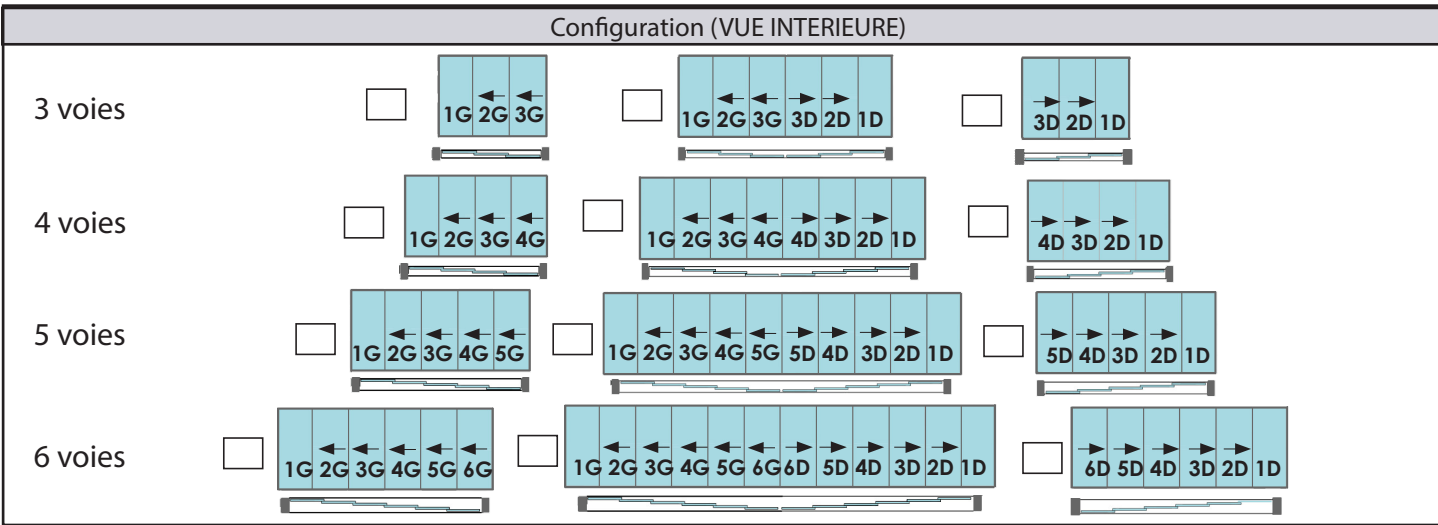 Configuration (VUE INTERIEURE)
3 voies
1G 2G 3G
1G 2G 3G 3D 2D 1D
3D 2D 1D
4 voies
1G 2G 3G 4G
1G 2G 3G 4G 4D 3D 2D 1D
4D 3D 2D 1D
5 voies
1G 2G 3G 4G 5G
1G 2G 3G 4G 5G 5D 4D 3D 2D 1D
5D 4D 3D 2D 1D
6 voies
1G 2G 3G 4G 5G 6G
1G 2G 3G 4G 5G 6G 6D 5D 4D 3D 2D 1D
6D 5D 4D 3D 2D 1D